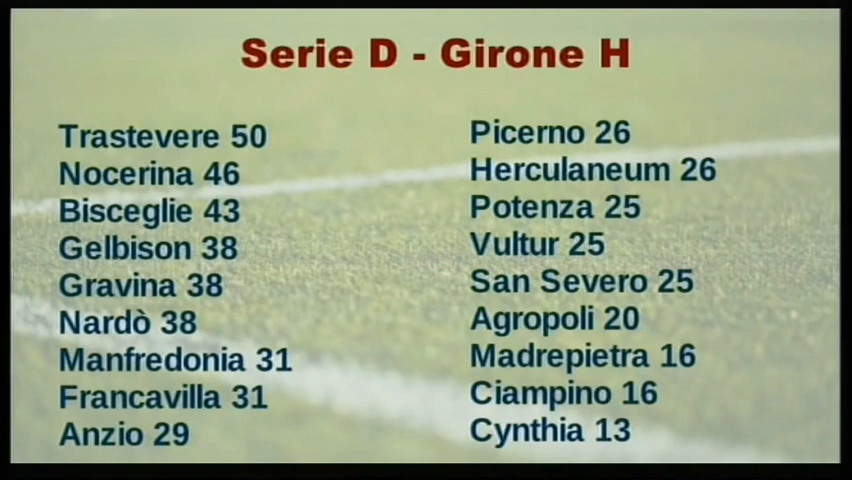 Serie D - Girone H
Trastevere 50
Nocerina 46
Bisceglie 43
Gelbison 38
Gravina 38
Nardò 38
Manfredonia 31
Francavilla 31
Anzio 29
Picerno 26
Herculaneum 26
Potenza 25
Vultur 25
San Severo 25
Agropoli 20
Madrepietra 16
Ciampino 16
Cynthia 13